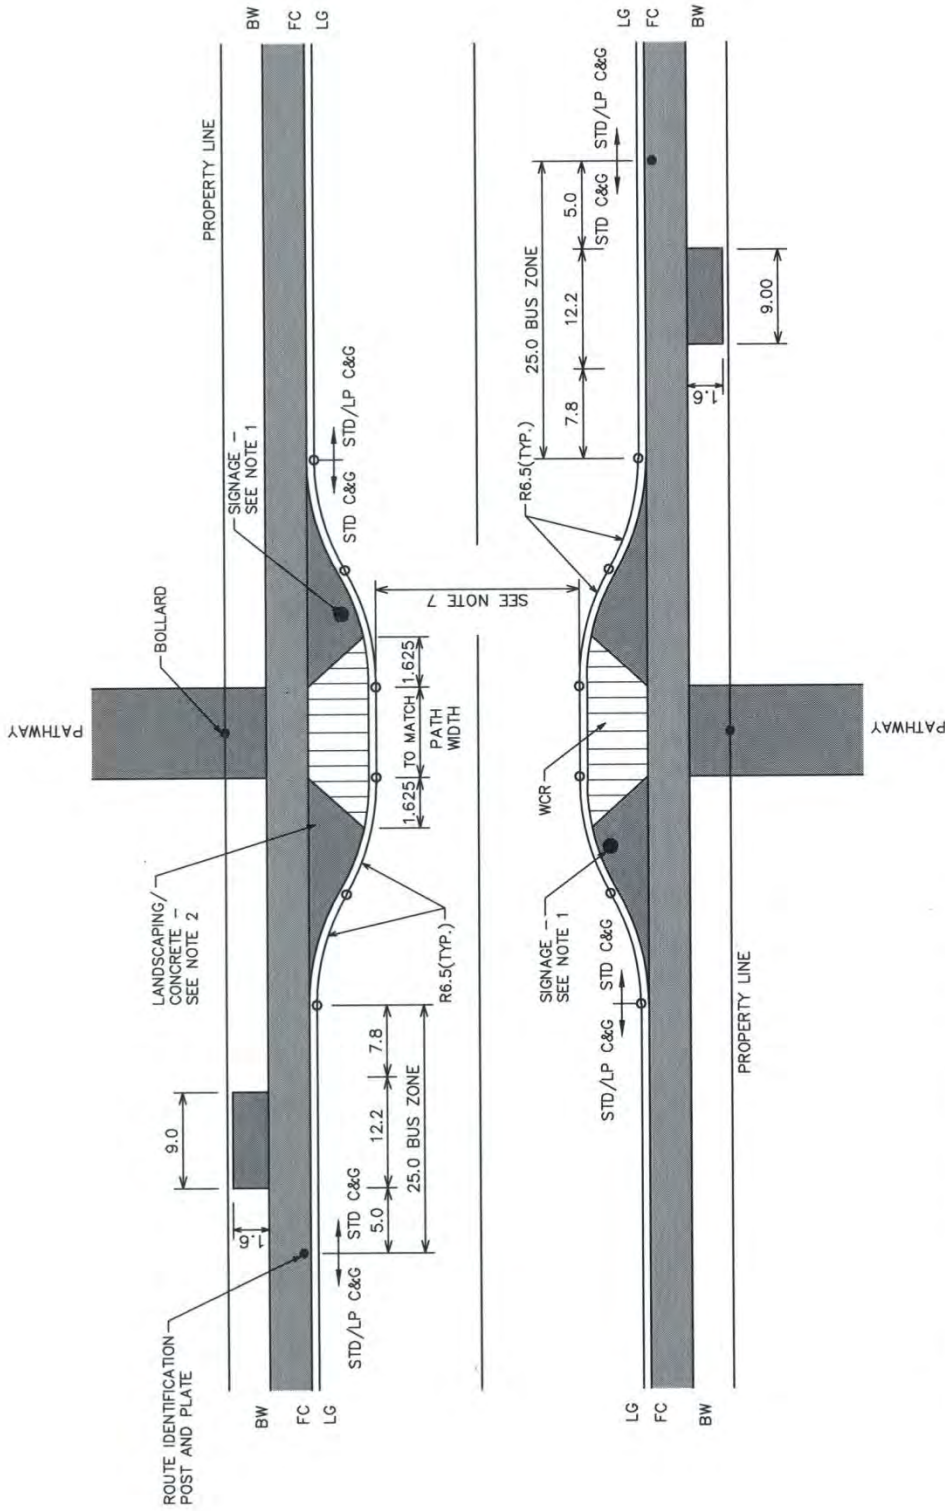 BW
FC
LG
LG
FC
BW
PROPERTY LINE
STD/LP C&G
STD C&G
25.0 BUS ZONE
5.0
12.2
7.8
9.00
1.6
SIGNAGE –
SEE NOTE 1
STD/LP C&G
STD C&G
R6.5(TYP.)
BOLLARD
SEE NOTE 7
PATHWAY
1.625
TO MATCH
PATH
WIDTH
1.625
WCR
PATHWAY
LANDSCAPING/
CONCRETE –
SEE NOTE 2
R6.5(TYP.)
SIGNAGE –
SEE NOTE 1
STD C&G
STD/LP C&G
PROPERTY LINE
9.0
1.6
7.8
12.2
5.0
25.0 BUS ZONE
STD C&G
STD/LP C&G
ROUTE IDENTIFICATION
POST AND PLATE
BW
FC
LG
LG
FC
BW